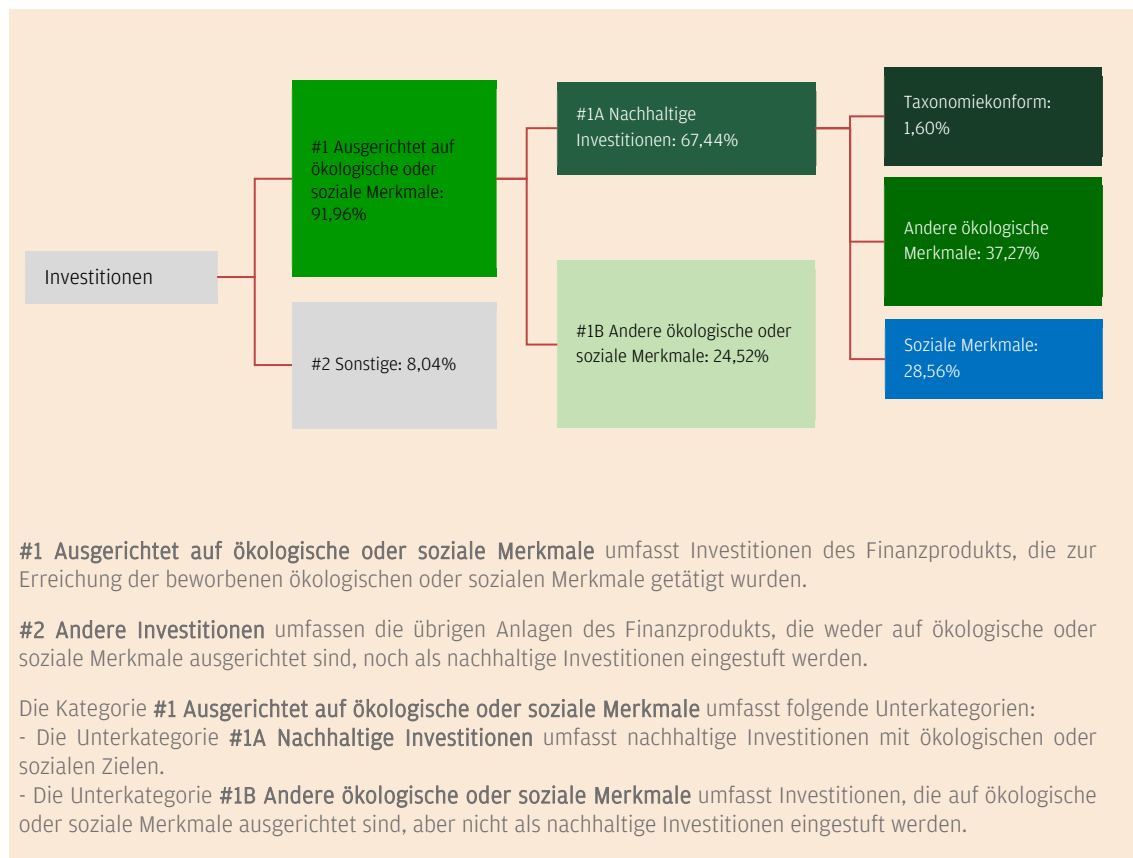 Investitionen
#1 Ausgerichtet auf
ökologische oder
soziale Merkmale:
91,96%
#2 Sonstige: 8,04%
#1A Nachhaltige
Investitionen: 67,44%
#1B Andere ökologische oder
soziale Merkmale: 24,52%
Taxonomiekonform:
1,60%
Andere ökologische
Merkmale: 37,27%
Soziale Merkmale:
28,56%
#1 Ausgerichtet auf ökologische oder soziale Merkmale umfasst Investitionen des Finanzprodukts, die zur
Erreichung der beworbenen ökologischen oder sozialen Merkmale getätigt wurden.
#2 Andere Investitionen umfassen die übrigen Anlagen des Finanzprodukts, die weder auf ökologische oder
soziale Merkmale ausgerichtet sind, noch als nachhaltige Investitionen eingestuft werden.
Die Kategorie #1 Ausgerichtet auf ökologische oder soziale Merkmale umfasst folgende Unterkategorien:
- Die Unterkategorie #1A Nachhaltige Investitionen umfasst nachhaltige Investitionen mit ökologischen oder
sozialen Zielen.
- Die Unterkategorie #1B Andere ökologische oder soziale Merkmale umfasst Investitionen, die auf ökologische
oder soziale Merkmale ausgerichtet sind, aber nicht als nachhaltige Investitionen eingestuft werden.